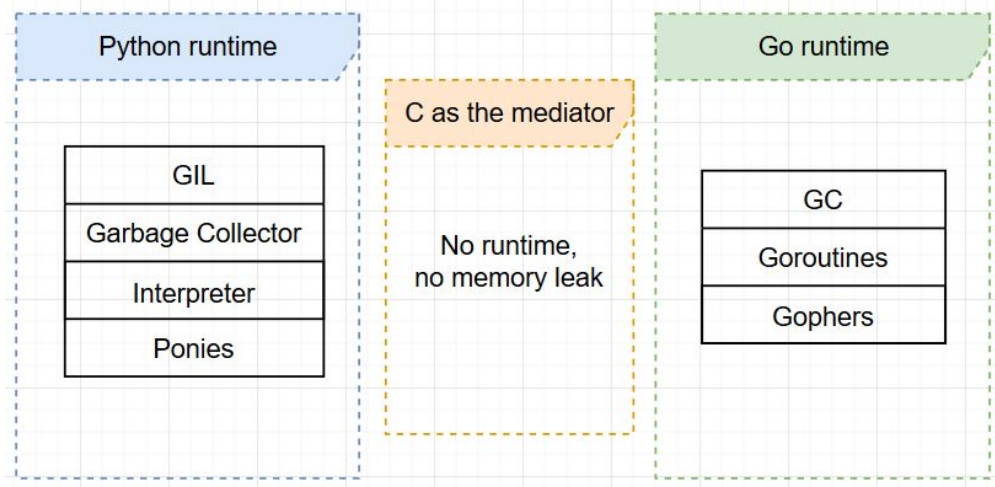 Python runtime
GIL
Garbage Collector
Interpreter
Ponies
C as the mediator
No runtime,
no memory leak
Go runtime
GC
Goroutines
Gophers